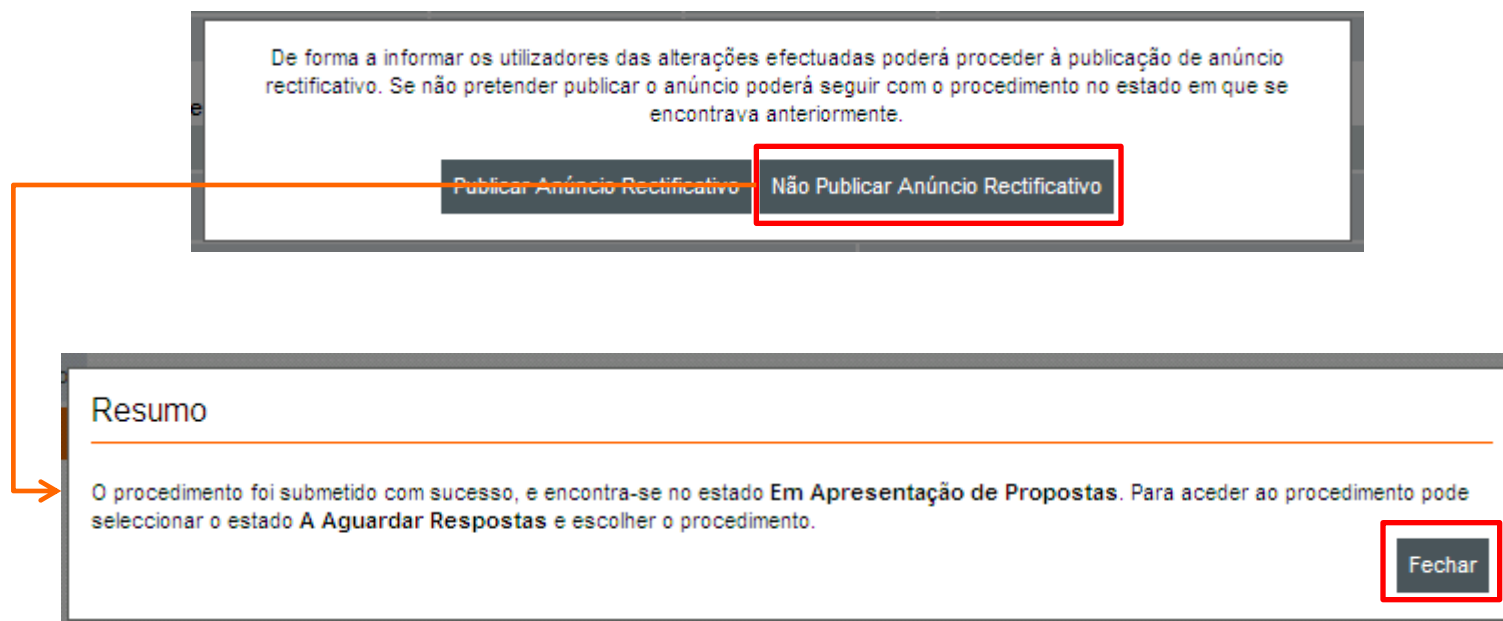 De forma a informar os utilizadores das alterações efectuadas poderá proceder à publicação de anúncio
rectificativo. Se não pretender publicar o anúncio poderá seguir com o procedimento no estado em que se
encontrava anteriormente.
Publicar Anúncio Rectificativo Não Publicar Anúncio Rectificativo
Resumo
O procedimento foi submetido com sucesso, e encontra-se no estado Em Apresentação de Propostas. Para aceder ao procedimento pode
seleccionar o estado A Aguardar Respostas e escolher o procedimento.
Fechar